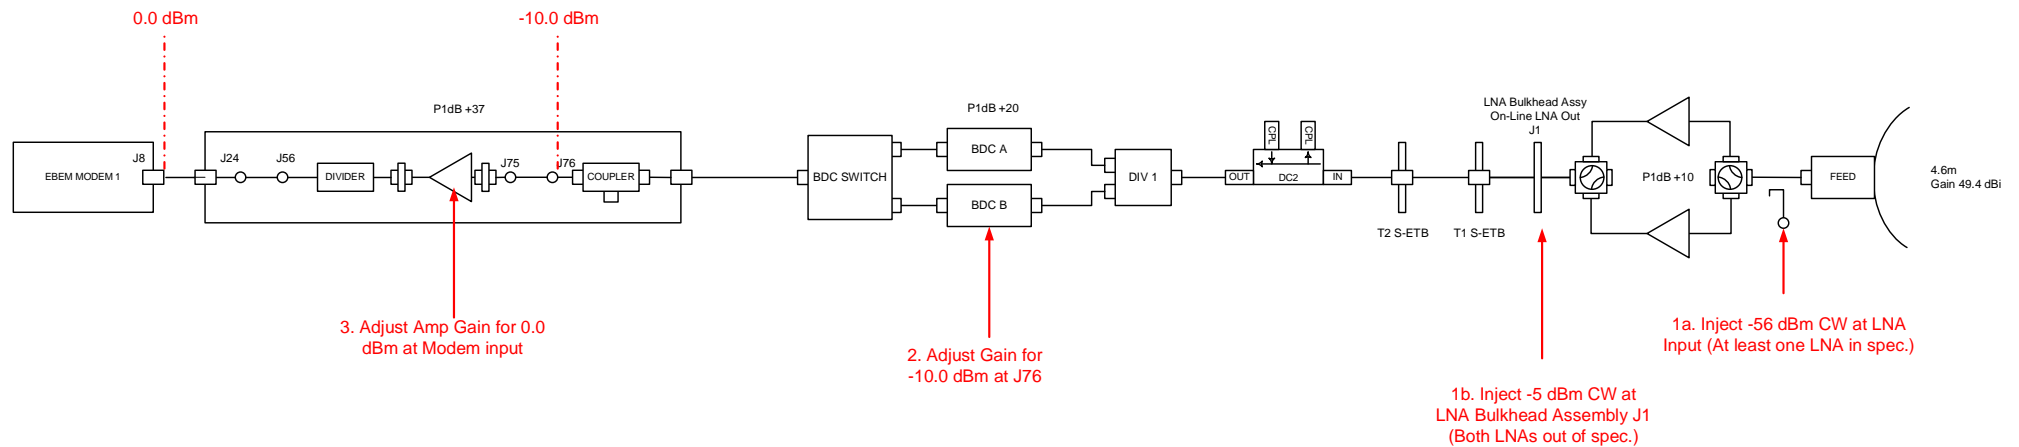 0.0 dBm
-10.0 dBm
P1dB +37
P1dB +20
LNA Bulkhead Assy
On-Line LNA Out
J1
EBEM MODEM 1
J8
J24
J56
DIVIDER
J75
J76
COUPLER
BDC SWITCH
BDC A
BDC B
DIV 1
CPL
CPL
OUT
DC2
IN
T2 S-ETB
T1 S-ETB
P1dB +10
FEED
4.6m
Gain 49.4 dBi
3. Adjust Amp Gain for 0.0
dBm at Modem input
2. Adjust Gain for
-10.0 dBm at J76
1b. Inject -5 dBm CW at
LNA Bulkhead Assembly J1
(Both LNAs out of spec.)
1a. Inject -56 dBm CW at LNA
Input (At least one LNA in spec.)